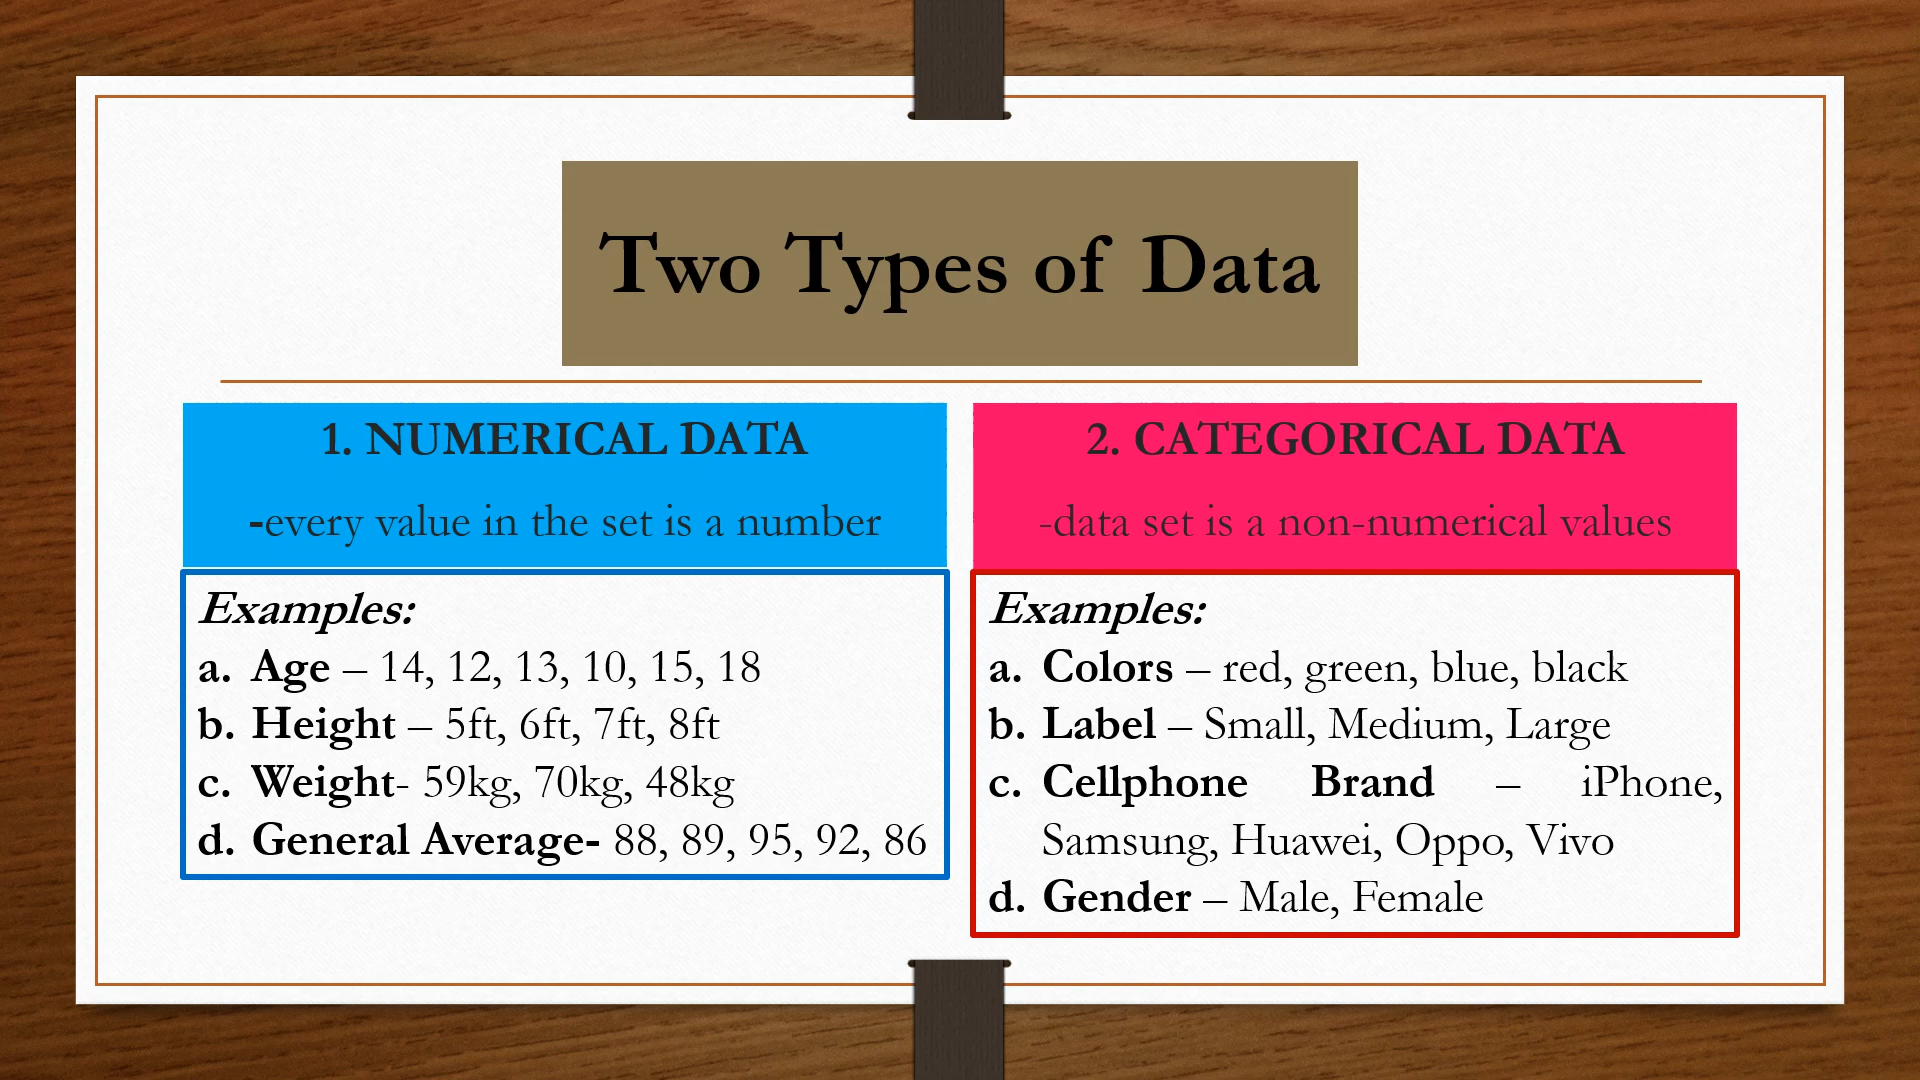 Two Types of Data
1. NUMERICAL DATA
-every value in the set is a number
Examples:
a. Age – 14, 12, 13, 10, 15, 18
b. Height – 5ft, 6ft, 7ft, 8ft
c. Weight- 59kg, 70kg, 48kg
d. General Average- 88, 89, 95, 92, 86
2. CATEGORICAL DATA
-data set is a non-numerical values
Examples:
a. Colors – red, green, blue, black
b. Label – Small, Medium, Large
c. Cellphone Brand – iPhone,
Samsung, Huawei, Oppo, Vivo
d. Gender – Male, Female